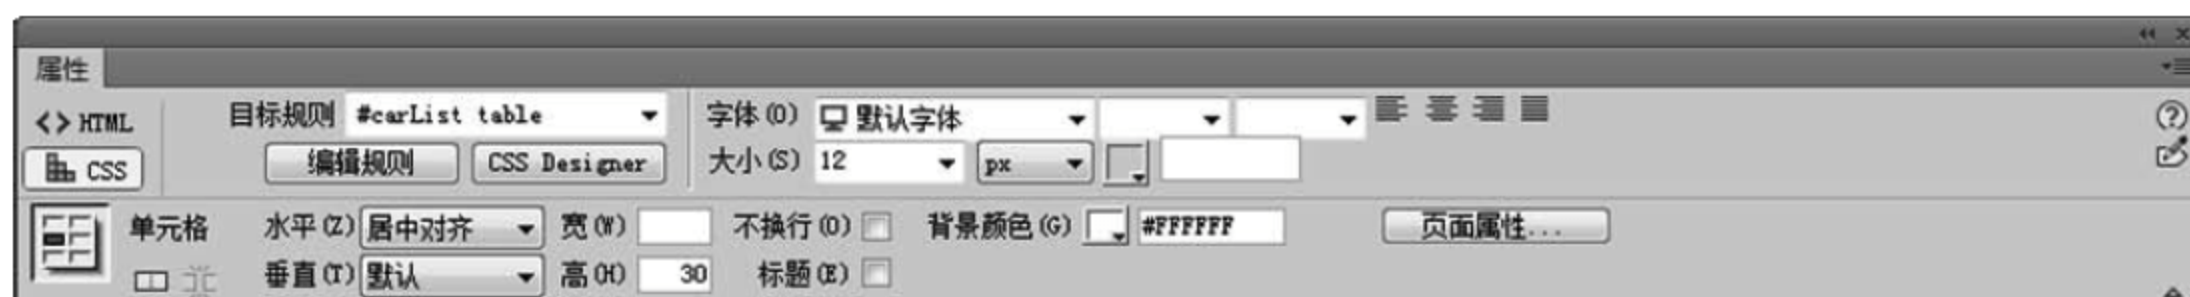 属性
<> HTML 目标规则 #carList table 字体(O) 默认字体
CSS 编辑规则 CSS Designer 大小(S) 12 px
单元格 水平(Z) 居中对齐 宽(W) 不换行(O) 背景颜色(G) #FFFFFF 页面属性...
垂直(T) 默认 高(H) 30 标题(E)